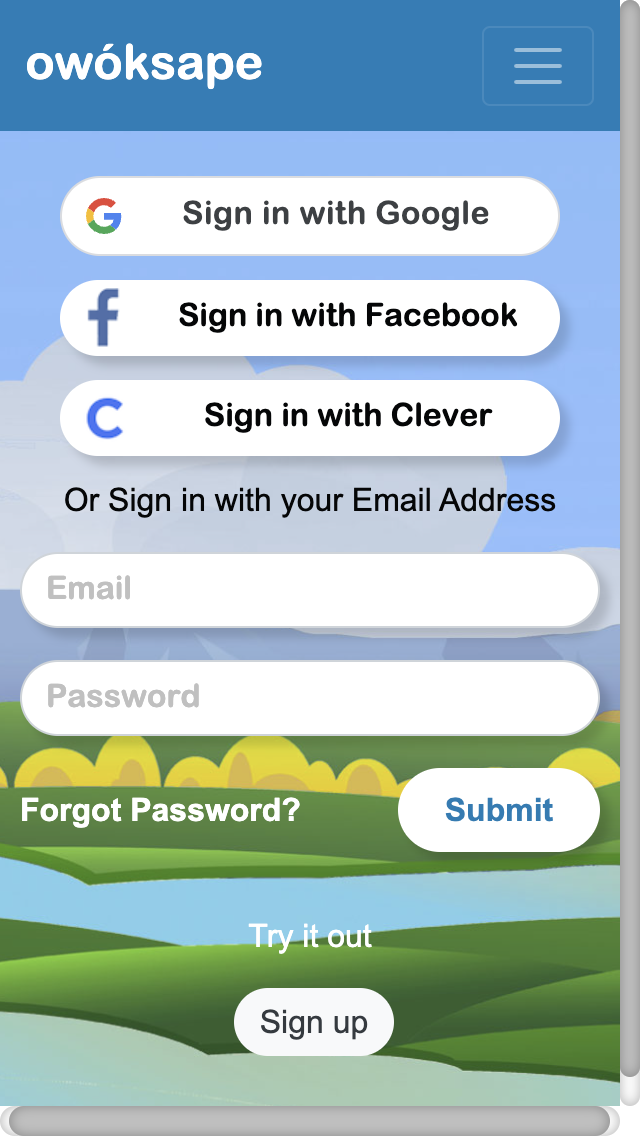 owóksape
Sign in with Google
Sign in with Facebook
Sign in with Clever
Or Sign in with your Email Address
Email
Password
Forgot Password?
Submit
Try it out
Sign up